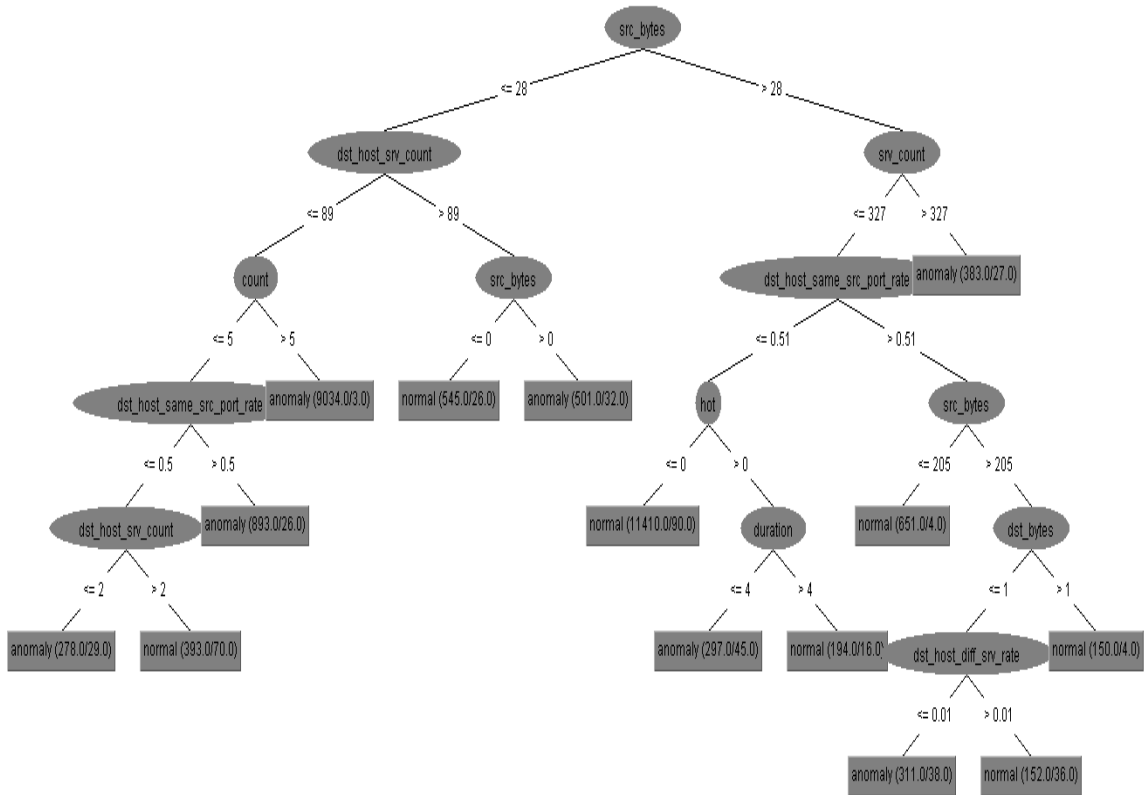 src_bytes
<= 28
> 28
dst_host_srv_count
srv_count
<= 89
> 89
<= 327
> 327
count
src_bytes
dst_host_same_src_port_rate
anomaly (383.0/27.0)
<= 5
> 5
<= 0
> 0
<= 0.51
> 0.51
dst_host_same_src_port_rate
anomaly (9034.0/3.0)
normal (545.0/26.0)
anomaly (501.0/32.0)
hot
src_bytes
<= 0.5
> 0.5
<= 0
> 0
<= 205
> 205
dst_host_srv_count
anomaly (893.0/26.0)
normal (11410.0/90.0)
duration
normal (651.0/4.0)
dst_bytes
<= 2
> 2
<= 4
> 4
<= 1
> 1
anomaly (278.0/29.0)
normal (393.0/70.0)
anomaly (297.0/45.0)
normal (194.0/16.0)
dst_host_diff_srv_rate
normal (150.0/4.0)
<= 0.01
> 0.01
anomaly (311.0/38.0)
normal (152.0/36.0)